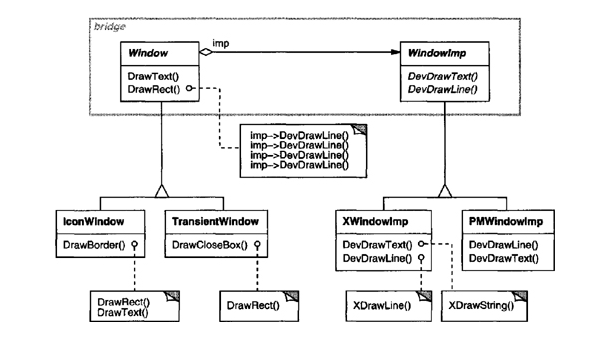 bridge
Window
imp
WindowImp
DrawText()
DrawRect()
DevDrawText()
DevDrawLine()
imp->DevDrawLine()
imp->DevDrawLine()
imp->DevDrawLine()
imp->DevDrawLine()
IconWindow
DrawBorder()
TransientWindow
DrawCloseBox()
XWindowImp
DevDrawText()
DevDrawLine()
PMWindowImp
DevDrawLine()
DevDrawText()
DrawRect()
DrawText()
DrawRect()
XDrawLine()
XDrawString()